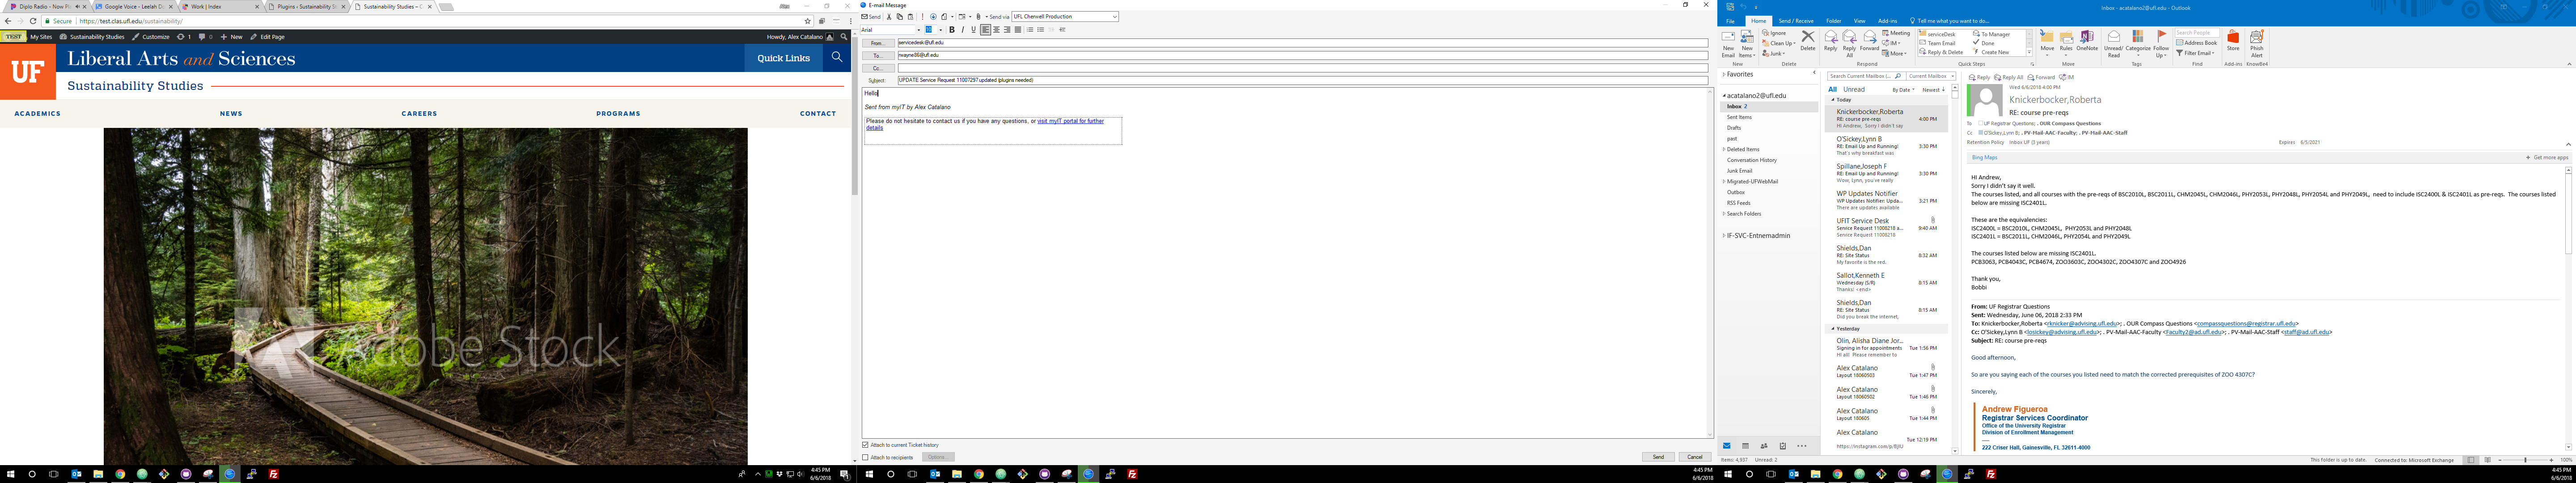 Diplo Radio - Now Pl
Google Voice - Leelah D
Work | Index
Plugins ‹ Sustainability St
Sustainability Studies – C
Secure
https://test.clas.ufl.edu/sustainability/
TEST
My Sites
Sustainability Studies
Customize
1
0
New
Edit Page
Howdy, Alex Catalano
UF
Liberal Arts and Sciences
Quick Links
Sustainability Studies
ACADEMICS
NEWS
CAREERS
PROGRAMS
CONTACT
Adobe Stock
4:45 PM
6/6/2018
E-mail Message
Send
Send via
UFL Cherwell Production
Arial
10
B I U
From...
servicedesk@ufl.edu
To...
nwayne06@ufl.edu
Cc...
Subject:
UPDATE Service Request 11007297 updated (plugins needed)
Hello
Sent from myIT by Alex Catalano
Please do not hesitate to contact us if you have any questions, or visit myIT portal for further
details
Attach to current Ticket history
Attach to recipients
Options...
Send
Cancel
4:45 PM
6/6/2018
Inbox - acatalano2@ufl.edu - Outlook
File
Home
Send / Receive
Folder
View
Add-ins
Tell me what you want to do...
New
Email
New
Items
Ignore
Clean Up
Junk
Delete
Reply
Reply
All
Forward
Meeting
IM
More
serviceDesk
Team Email
Reply & Delete
To Manager
Done
Create New
Move
Rules
OneNote
Unread/
Read
Categorize
Follow
Up
Search People
Address Book
Filter Email
Store
Phish
Alert
New
Delete
Respond
Quick Steps
Move
Tags
Find
Add-ins
KnowBe4
Favorites
acatalano2@ufl.edu
Inbox 2
Sent Items
Drafts
past
Deleted Items
Conversation History
Junk Email
Migrated-UFWebMail
Outbox
RSS Feeds
Search Folders
IF-SVC-Entnemadmin
Search Current Mailbox (...
Current Mailbox
All
Unread
By Date
Newest
Today
Knickerbocker,Roberta
RE: course pre-reqs
4:00 PM
HI Andrew, Sorry I didn't say
O'Sickey,Lynn B
RE: Email Up and Running!
3:30 PM
That's why breakfast was
Spillane,Joseph F
RE: Email Up and Running!
3:30 PM
Wow, Lynn, you're really
WP Updates Notifier
WP Updates Notifier: Upda...
3:21 PM
There are updates available
UFIT Service Desk
Service Request 11008218 a...
9:40 AM
Service Request 11008218
Shields,Dan
RE: Site Status
8:32 AM
My favorite is the red.
Sallot,Kenneth E
Wednesday (5/8)
8:15 AM
Thanks! <end>
Shields,Dan
RE: Site Status
8:15 AM
Did you break the internet,
Yesterday
Olin, Alisha Diane Jor...
Signing in for appointments
Tue 1:56 PM
Hi all! Please remember to
Alex Catalano
Layout 18060503
Tue 1:47 PM
Alex Catalano
Layout 18060502
Tue 1:46 PM
Alex Catalano
Layout 180605
Tue 1:44 PM
Alex Catalano
Tue 12:19 PM
Reply
Reply All
Forward
IM
Wed 6/6/2018 4:00 PM
Knickerbocker,Roberta
RE: course pre-reqs
To
UF Registrar Questions; . OUR Compass Questions
Cc
O'Sickey,Lynn B; . PV-Mail-AAC-Faculty; . PV-Mail-AAC-Staff
Retention Policy
Inbox UF (3 years)
Expires
6/5/2021
Bing Maps
Get more apps
HI Andrew,
Sorry I didn't say it well.
The courses listed, and all courses with the pre-reqs of BSC2010L, BSC2011L, CHM2045L, CHM2046L, PHY2053L, PHY2048L, PHY2054L and PHY2049L, need to include ISC2400L & ISC2401L as pre-reqs. The courses listed
below are missing ISC2401L.
These are the equivalencies:
ISC2400L = BSC2010L, CHM2045L, PHY2053L and PHY2048L
ISC2401L = BSC2011L, CHM2046L, PHY2054L and PHY2049L
The courses listed below are missing ISC2401L.
PCB3063, PCB4043C, PCB4674, ZOO3603C, ZOO4302C, ZOO4307C and ZOO4926
Thank you,
Bobbi
From: UF Registrar Questions
Sent: Wednesday, June 06, 2018 2:33 PM
To: Knickerbocker,Roberta <rknicker@advising.ufl.edu>; . OUR Compass Questions <compassquestions@registrar.ufl.edu>
Cc: O'Sickey,Lynn B <losickey@advising.ufl.edu>; . PV-Mail-AAC-Faculty <Faculty2@ad.ufl.edu>; . PV-Mail-AAC-Staff <staff@ad.ufl.edu>
Subject: RE: course pre-reqs
Good afternoon,
So are you saying each of the courses you listed need to match the corrected prerequisites of ZOO 4307C?
Sincerely,
Andrew Figueroa
Registrar Services Coordinator
Office of the University Registrar
Division of Enrollment Management
222 Criser Hall, Gainesville, FL 32611-4000
Items: 4,937
Unread: 2
This folder is up to date.
Connected to: Microsoft Exchange
100%
4:45 PM
6/6/2018